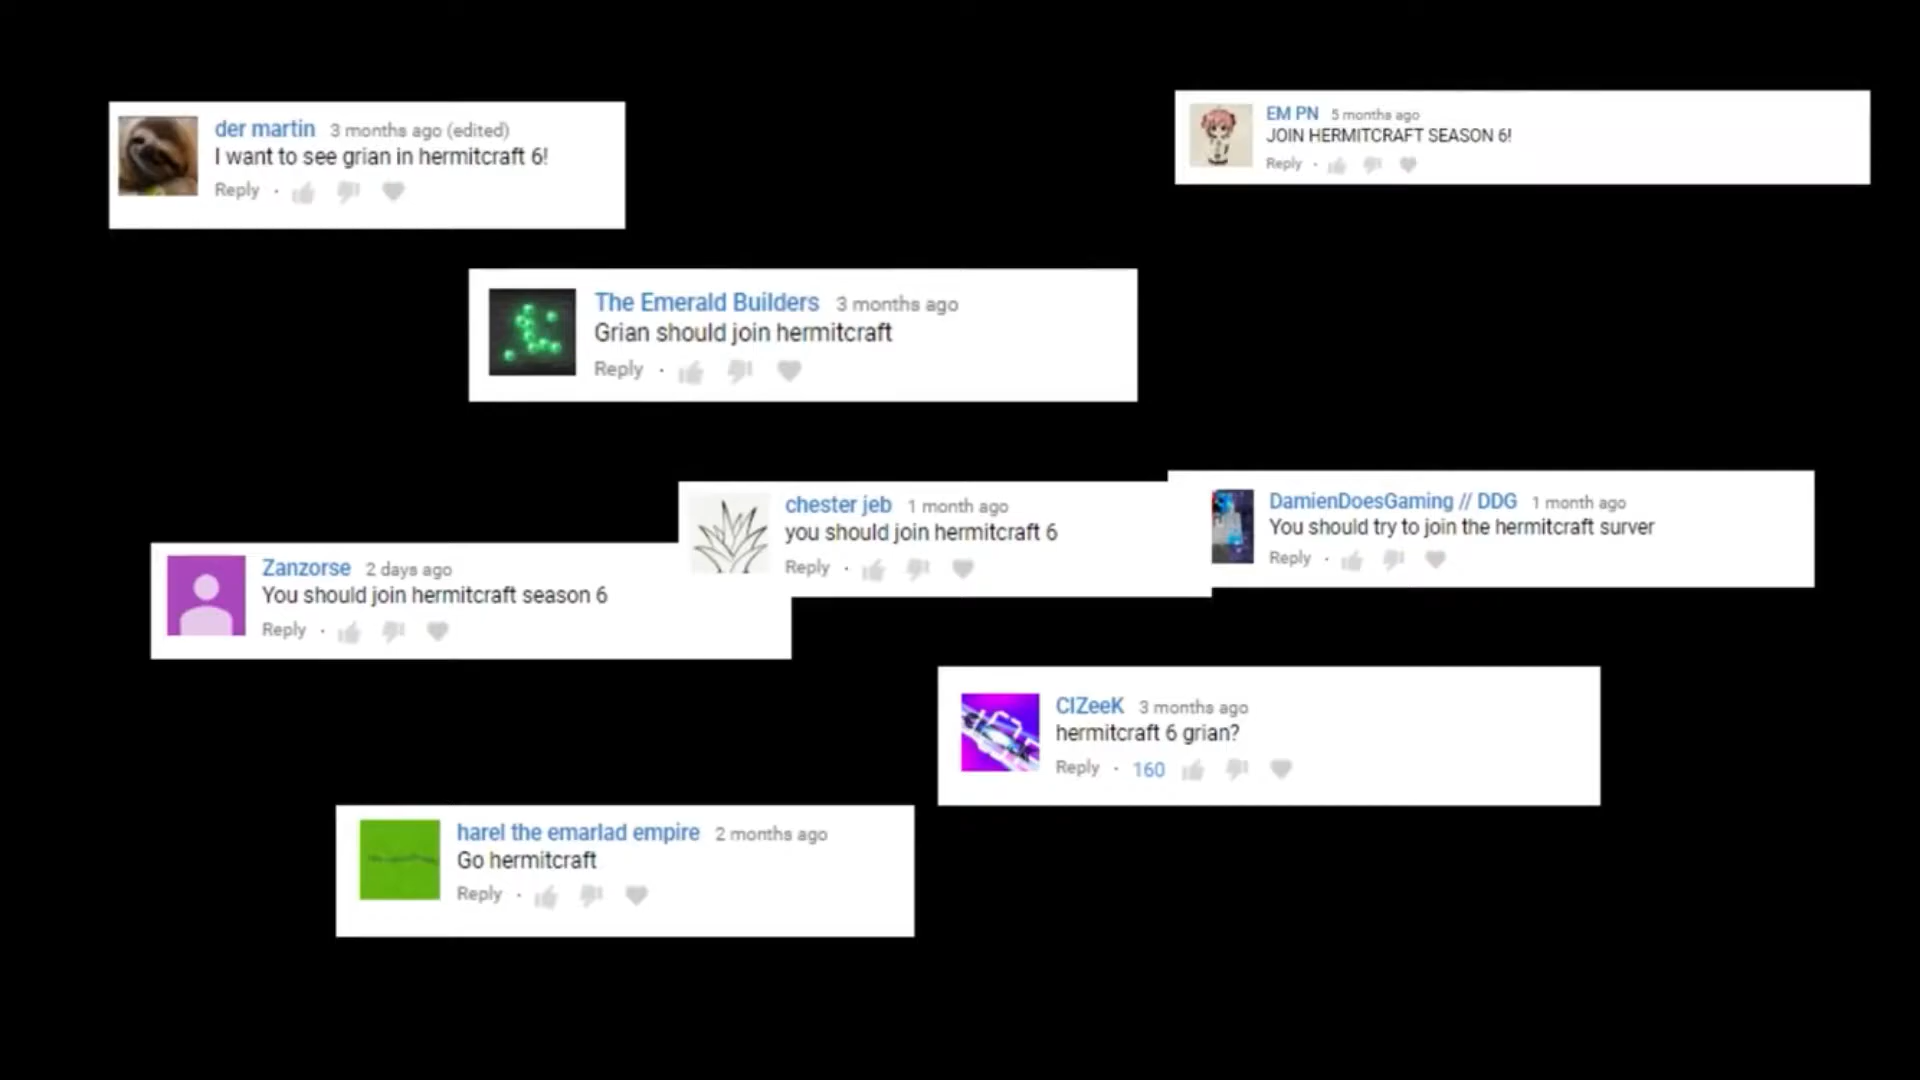 der martin 3 months ago (edited)
I want to see grian in hermitcraft 6!
Reply
EM PN 5 months ago
JOIN HERMITCRAFT SEASON 6!
Reply
The Emerald Builders 3 months ago
Grian should join hermitcraft
Reply
chester jeb 1 month ago
you should join hermitcraft 6
Reply
DamienDoesGaming // DDG 1 month ago
You should try to join the hermitcraft surver
Reply
Zanzorse 2 days ago
You should join hermitcraft season 6
Reply
CIZeeK 3 months ago
hermitcraft 6 grian?
Reply 160
harel the emarlad empire 2 months ago
Go hermitcraft
Reply